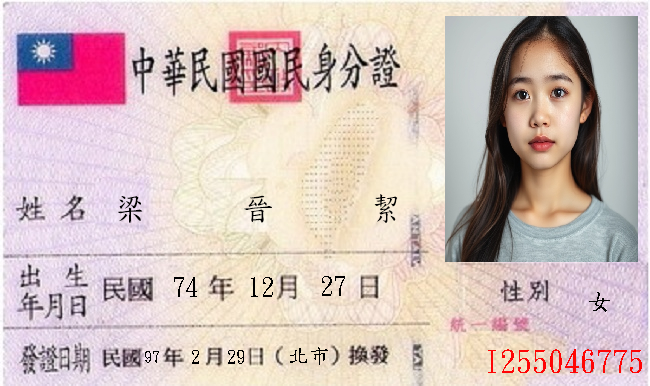 中華民國國民身分證
姓名 梁晉絜
出生年月日 民國 74 年 12月 27 日
性別 女
統一編號
I255046775
發證日期 民國97年 2月29日 (北市) 換發